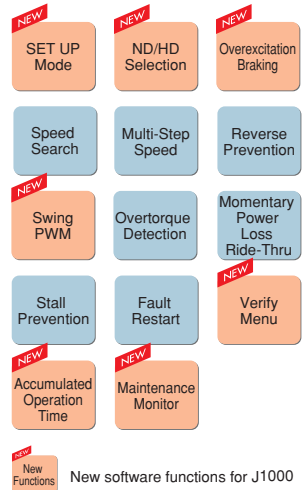 NEW
SET UP
Mode
NEW
ND/HD
Selection
NEW
Overexcitation
Braking
Speed
Search
Multi-Step
Speed
Reverse
Prevention
NEW
Swing
PWM
Overtorque
Detection
Momentary
Power
Loss
Ride-Thru
Stall
Prevention
Fault
Restart
NEW
Verify
Menu
NEW
Accumulated
Operation
Time
NEW
Maintenance
Monitor
NEW
New
Functions
New software functions for J1000